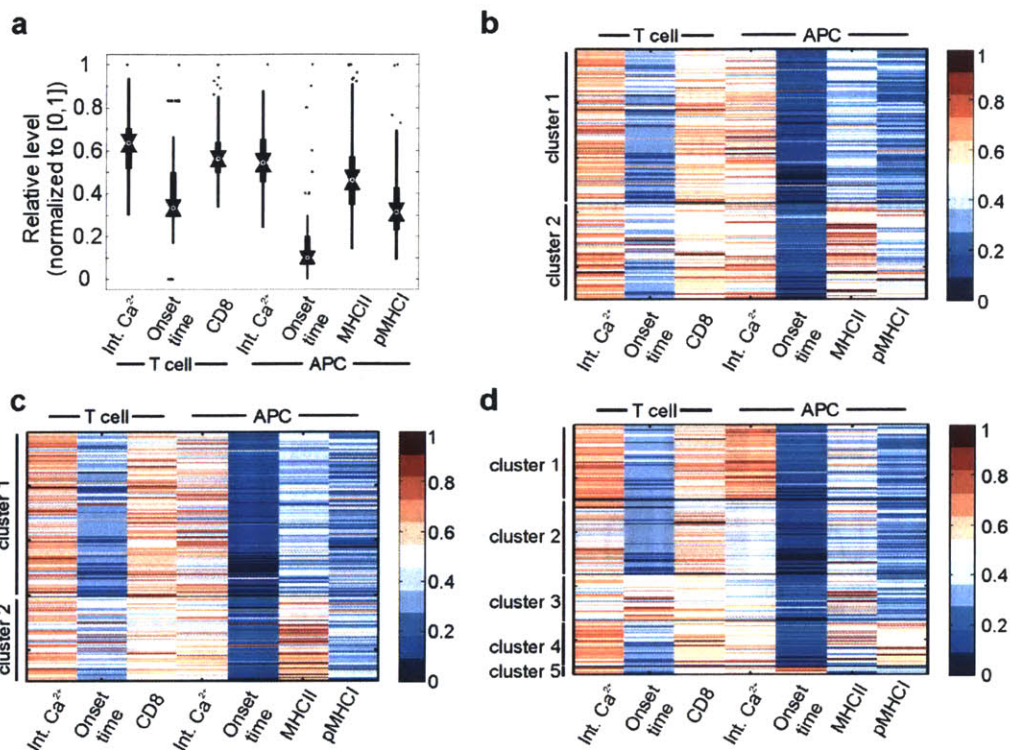 a
Relative level
(normalized to [0,1])
1
0.8
0.6
0.4
0.2
0
Int. Ca²⁺
Onset
time
CD8
Int. Ca²⁺
Onset
time
MHCII
pMHCI
T cell
APC
b
T cell
APC
cluster 1
cluster 2
1
0.8
0.6
0.4
0.2
0
Int. Ca²⁺
Onset
time
CD8
Int. Ca²⁺
Onset
time
MHCII
pMHCI
c
T cell
APC
cluster 1
cluster 2
1
0.8
0.6
0.4
0.2
0
Int. Ca²⁺
Onset
time
CD8
Int. Ca²⁺
Onset
time
MHCII
pMHCI
d
T cell
APC
cluster 1
cluster 2
cluster 3
cluster 4
cluster 5
1
0.8
0.6
0.4
0.2
0
Int. Ca²⁺
Onset
time
CD8
Int. Ca²⁺
Onset
time
MHCII
pMHCI